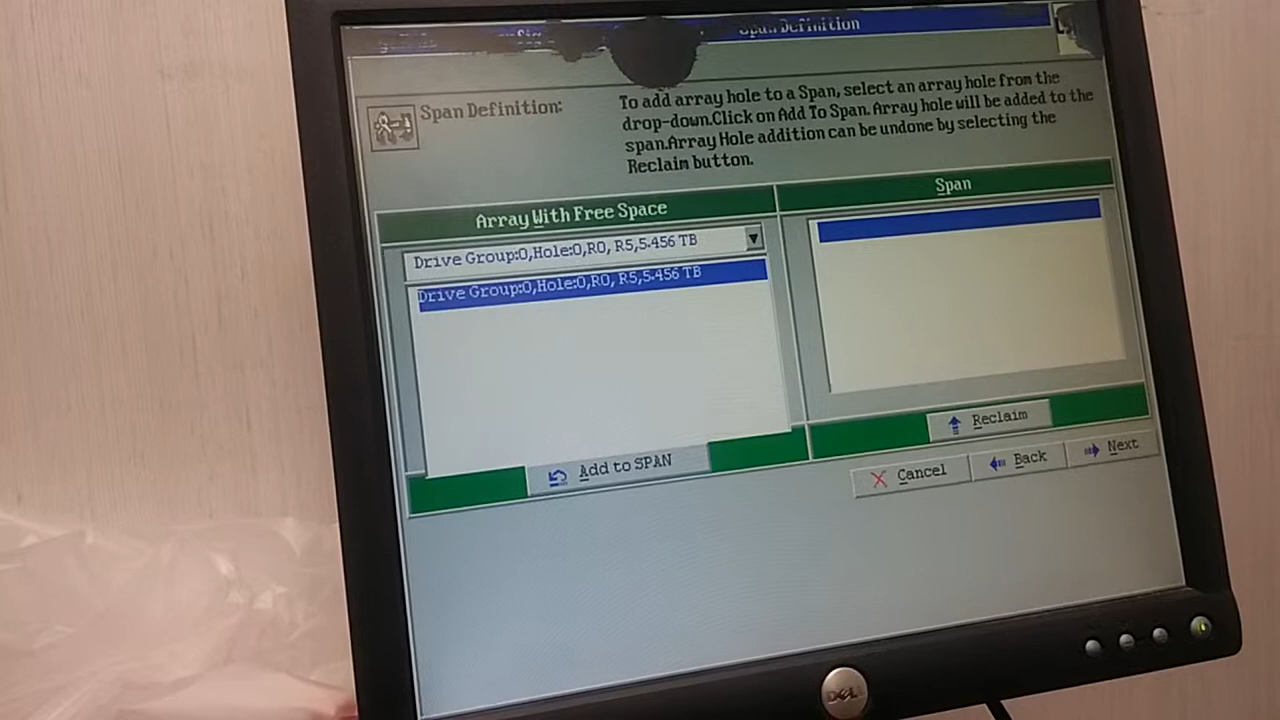 Span Definition
Span Definition:
To add array hole to a Span, select an array hole from the
drop-down.Click on Add To Span. Array hole will be added to the
span.Array Hole addition can be undone by selecting the
Reclaim button.
Array With Free Space
Span
Drive Group:0,Hole:0,R0, R5,5.456 TB
Drive Group:0,Hole:0,R0, R5,5.456 TB
Add to SPAN
Reclaim
Cancel
Back
Next
DELL